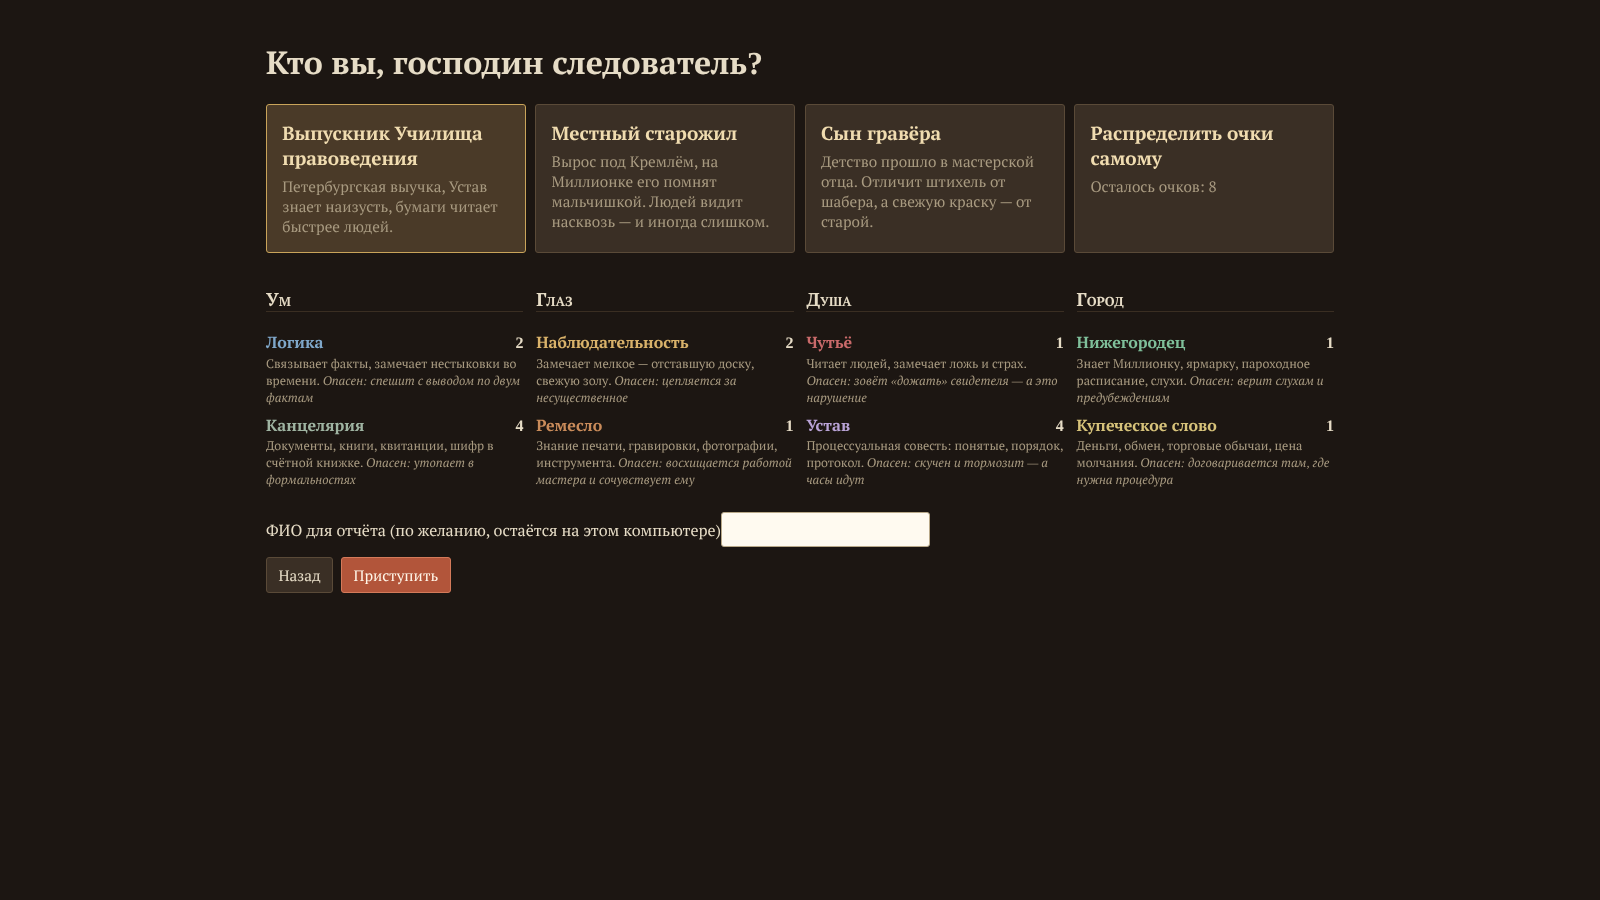 Кто вы, господин следователь?
Выпускник Училища
правоведения
Петербургская выучка, Устав
знает наизусть, бумаги читает
быстрее людей.
Местный старожил
Вырос под Кремлём, на
Миллионке его помнят
мальчишкой. Людей видит
насквозь — и иногда слишком.
Сын гравёра
Детство прошло в мастерской
отца. Отличит штихель от
шабера, а свежую краску — от
старой.
Распределить очки
самому
Осталось очков: 8
Ум
Логика 2
Связывает факты, замечает нестыковки во
времени. Опасен: спешит с выводом по двум
фактам
Канцелярия 4
Документы, книги, квитанции, шифр в
счётной книжке. Опасен: утопает в
формальностях
Глаз
Наблюдательность 2
Замечает мелкое — отставшую доску,
свежую золу. Опасен: цепляется за
несущественное
Ремесло 1
Знание печати, гравировки, фотографии,
инструмента. Опасен: восхищается работой
мастера и сочувствует ему
Душа
Чутьё 1
Читает людей, замечает ложь и страх.
Опасен: зовёт «дожать» свидетеля — а это
нарушение
Устав 4
Процессуальная совесть: понятые, порядок,
протокол. Опасен: скучен и тормозит — а
часы идут
Город
Нижегородец 1
Знает Миллионку, ярмарку, пароходное
расписание, слухи. Опасен: верит слухам и
предубеждениям
Купеческое слово 1
Деньги, обмен, торговые обычаи, цена
молчания. Опасен: договаривается там, где
нужна процедура
ФИО для отчёта (по желанию, остаётся на этом компьютере)
Назад Приступить